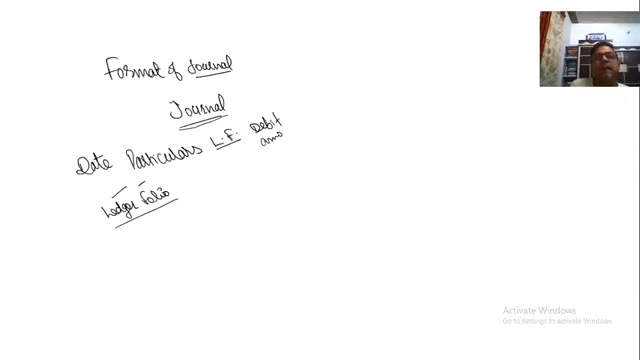 Format of Journal
Journal
Date Particulars L.F. Debit
amo
Ledger Folio
Activate Windows
Go to Settings to activate Windows.